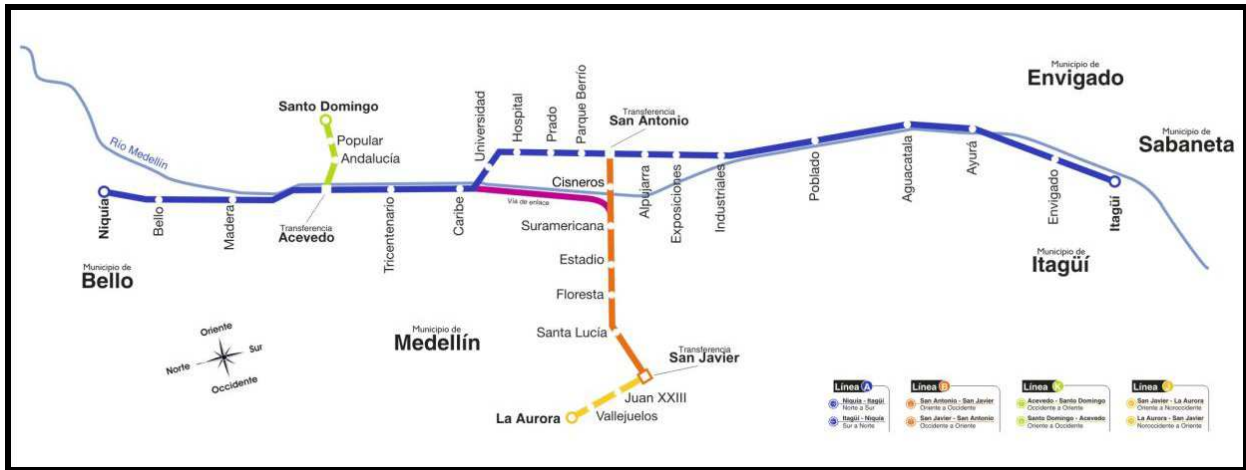 Municipio de
Envigado
Municipio de
Sabaneta
Santo Domingo
Popular
Andalucía
Río Medellín
Universidad
Hospital
Prado
Parque Berrío
Transferencia
San Antonio
Cisneros
Vía de enlace
Niquía
Bello
Madera
Transferencia
Acevedo
Tricentenario
Caribe
Suramericana
Alpujarra
Exposiciones
Industriales
Poblado
Aguacatala
Ayurá
Envigado
Itagüí
Municipio de
Bello
Estadio
Floresta
Municipio de
Itagüí
Oriente
Norte
Sur
Occidente
Municipio de
Medellín
Santa Lucía
Transferencia
San Javier
Juan XXIII
Vallejuelos
La Aurora
Línea A
Niquía - Itagüí
Norte a Sur
Itagüí - Niquía
Sur a Norte
Línea B
San Antonio - San Javier
Oriente a Occidente
San Javier - San Antonio
Occidente a Oriente
Línea K
Acevedo - Santo Domingo
Occidente a Oriente
Santo Domingo - Acevedo
Oriente a Occidente
Línea J
San Javier - La Aurora
Oriente a Noroccidente
La Aurora - San Javier
Noroccidente a Oriente